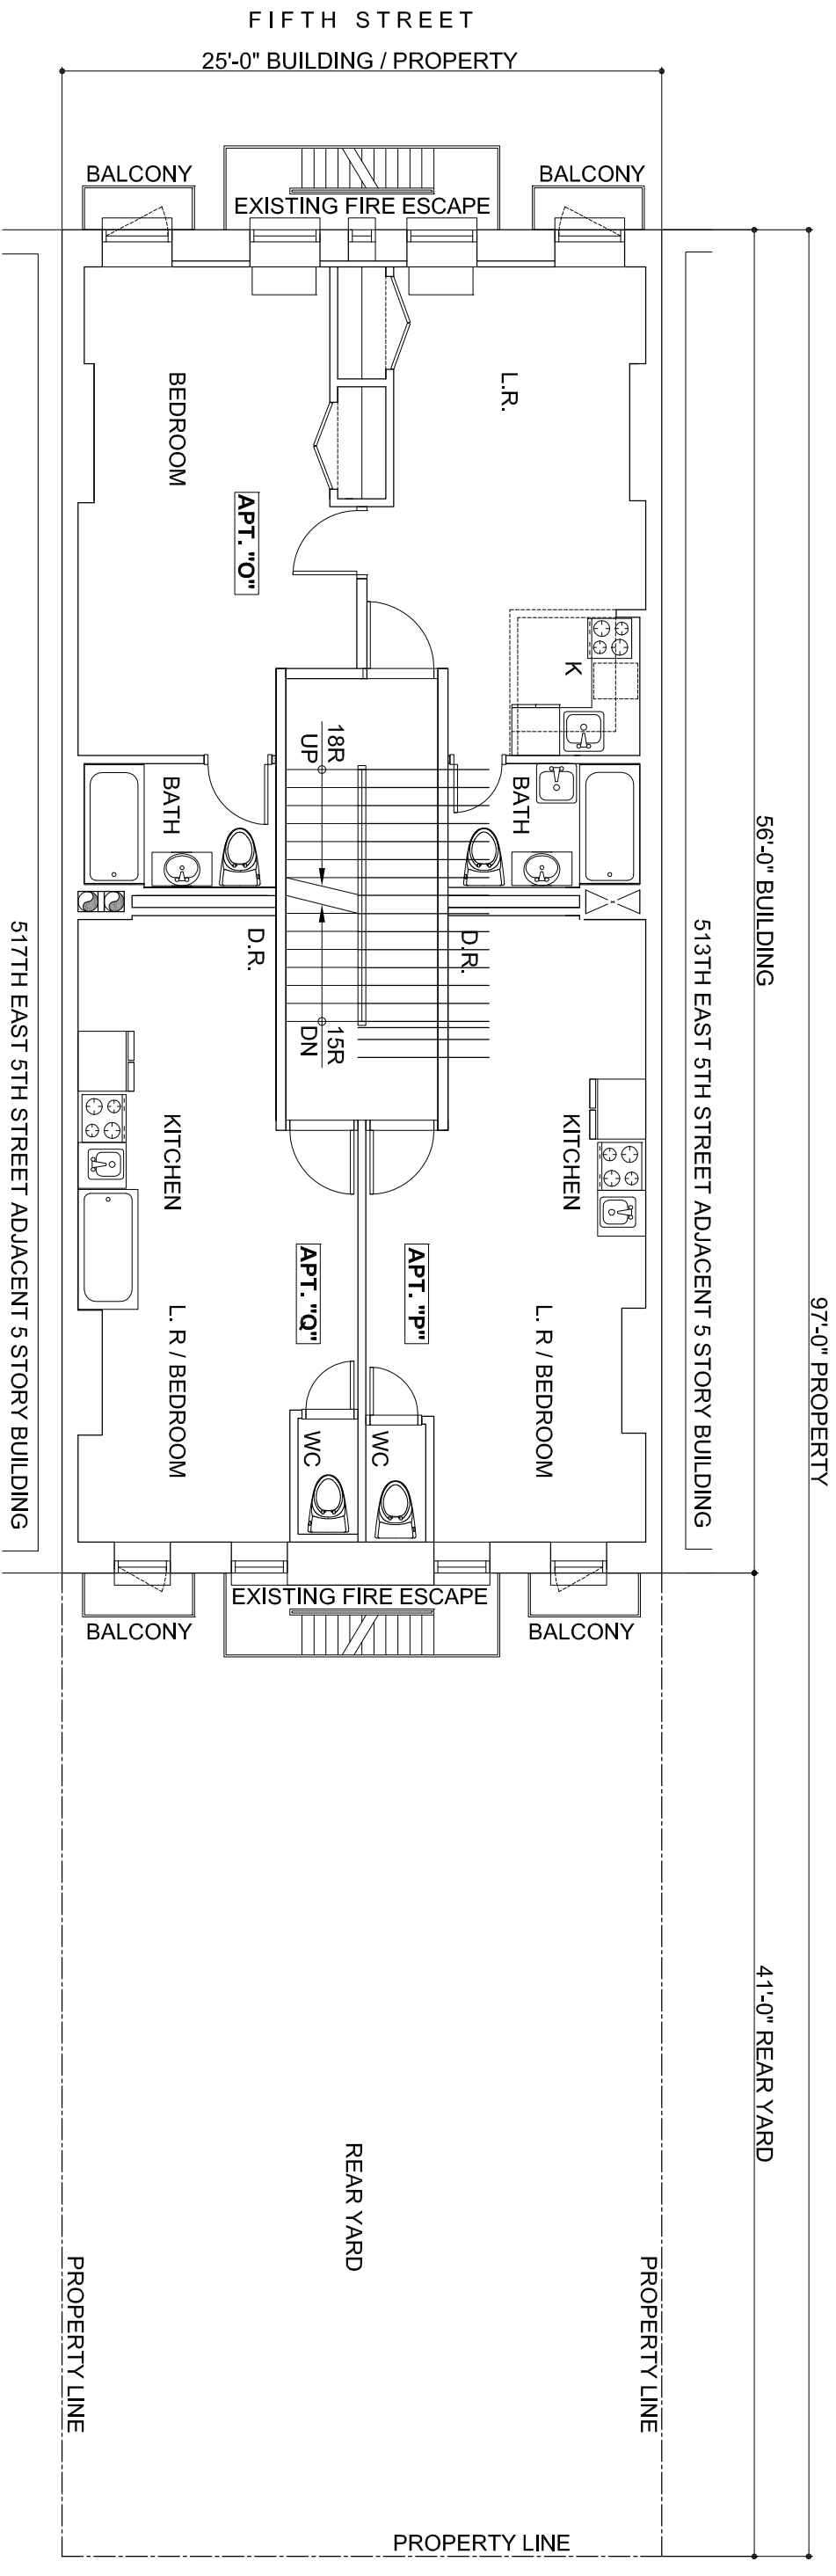 FIFTH STREET
25'-0" BUILDING / PROPERTY
BALCONY
BALCONY
EXISTING FIRE ESCAPE
BEDROOM
L.R.
APT. "O"
K
18R
UP
BATH
BATH
56'-0" BUILDING
D.R.
D.R.
517TH EAST 5TH STREET ADJACENT 5 STORY BUILDING
513TH EAST 5TH STREET ADJACENT 5 STORY BUILDING
15R
DN
KITCHEN
KITCHEN
APT. "Q"
APT. "P"
97'-0" PROPERTY
L. R / BEDROOM
L. R / BEDROOM
WC
WC
EXISTING FIRE ESCAPE
BALCONY
BALCONY
41'-0" REAR YARD
REAR YARD
PROPERTY LINE
PROPERTY LINE
PROPERTY LINE